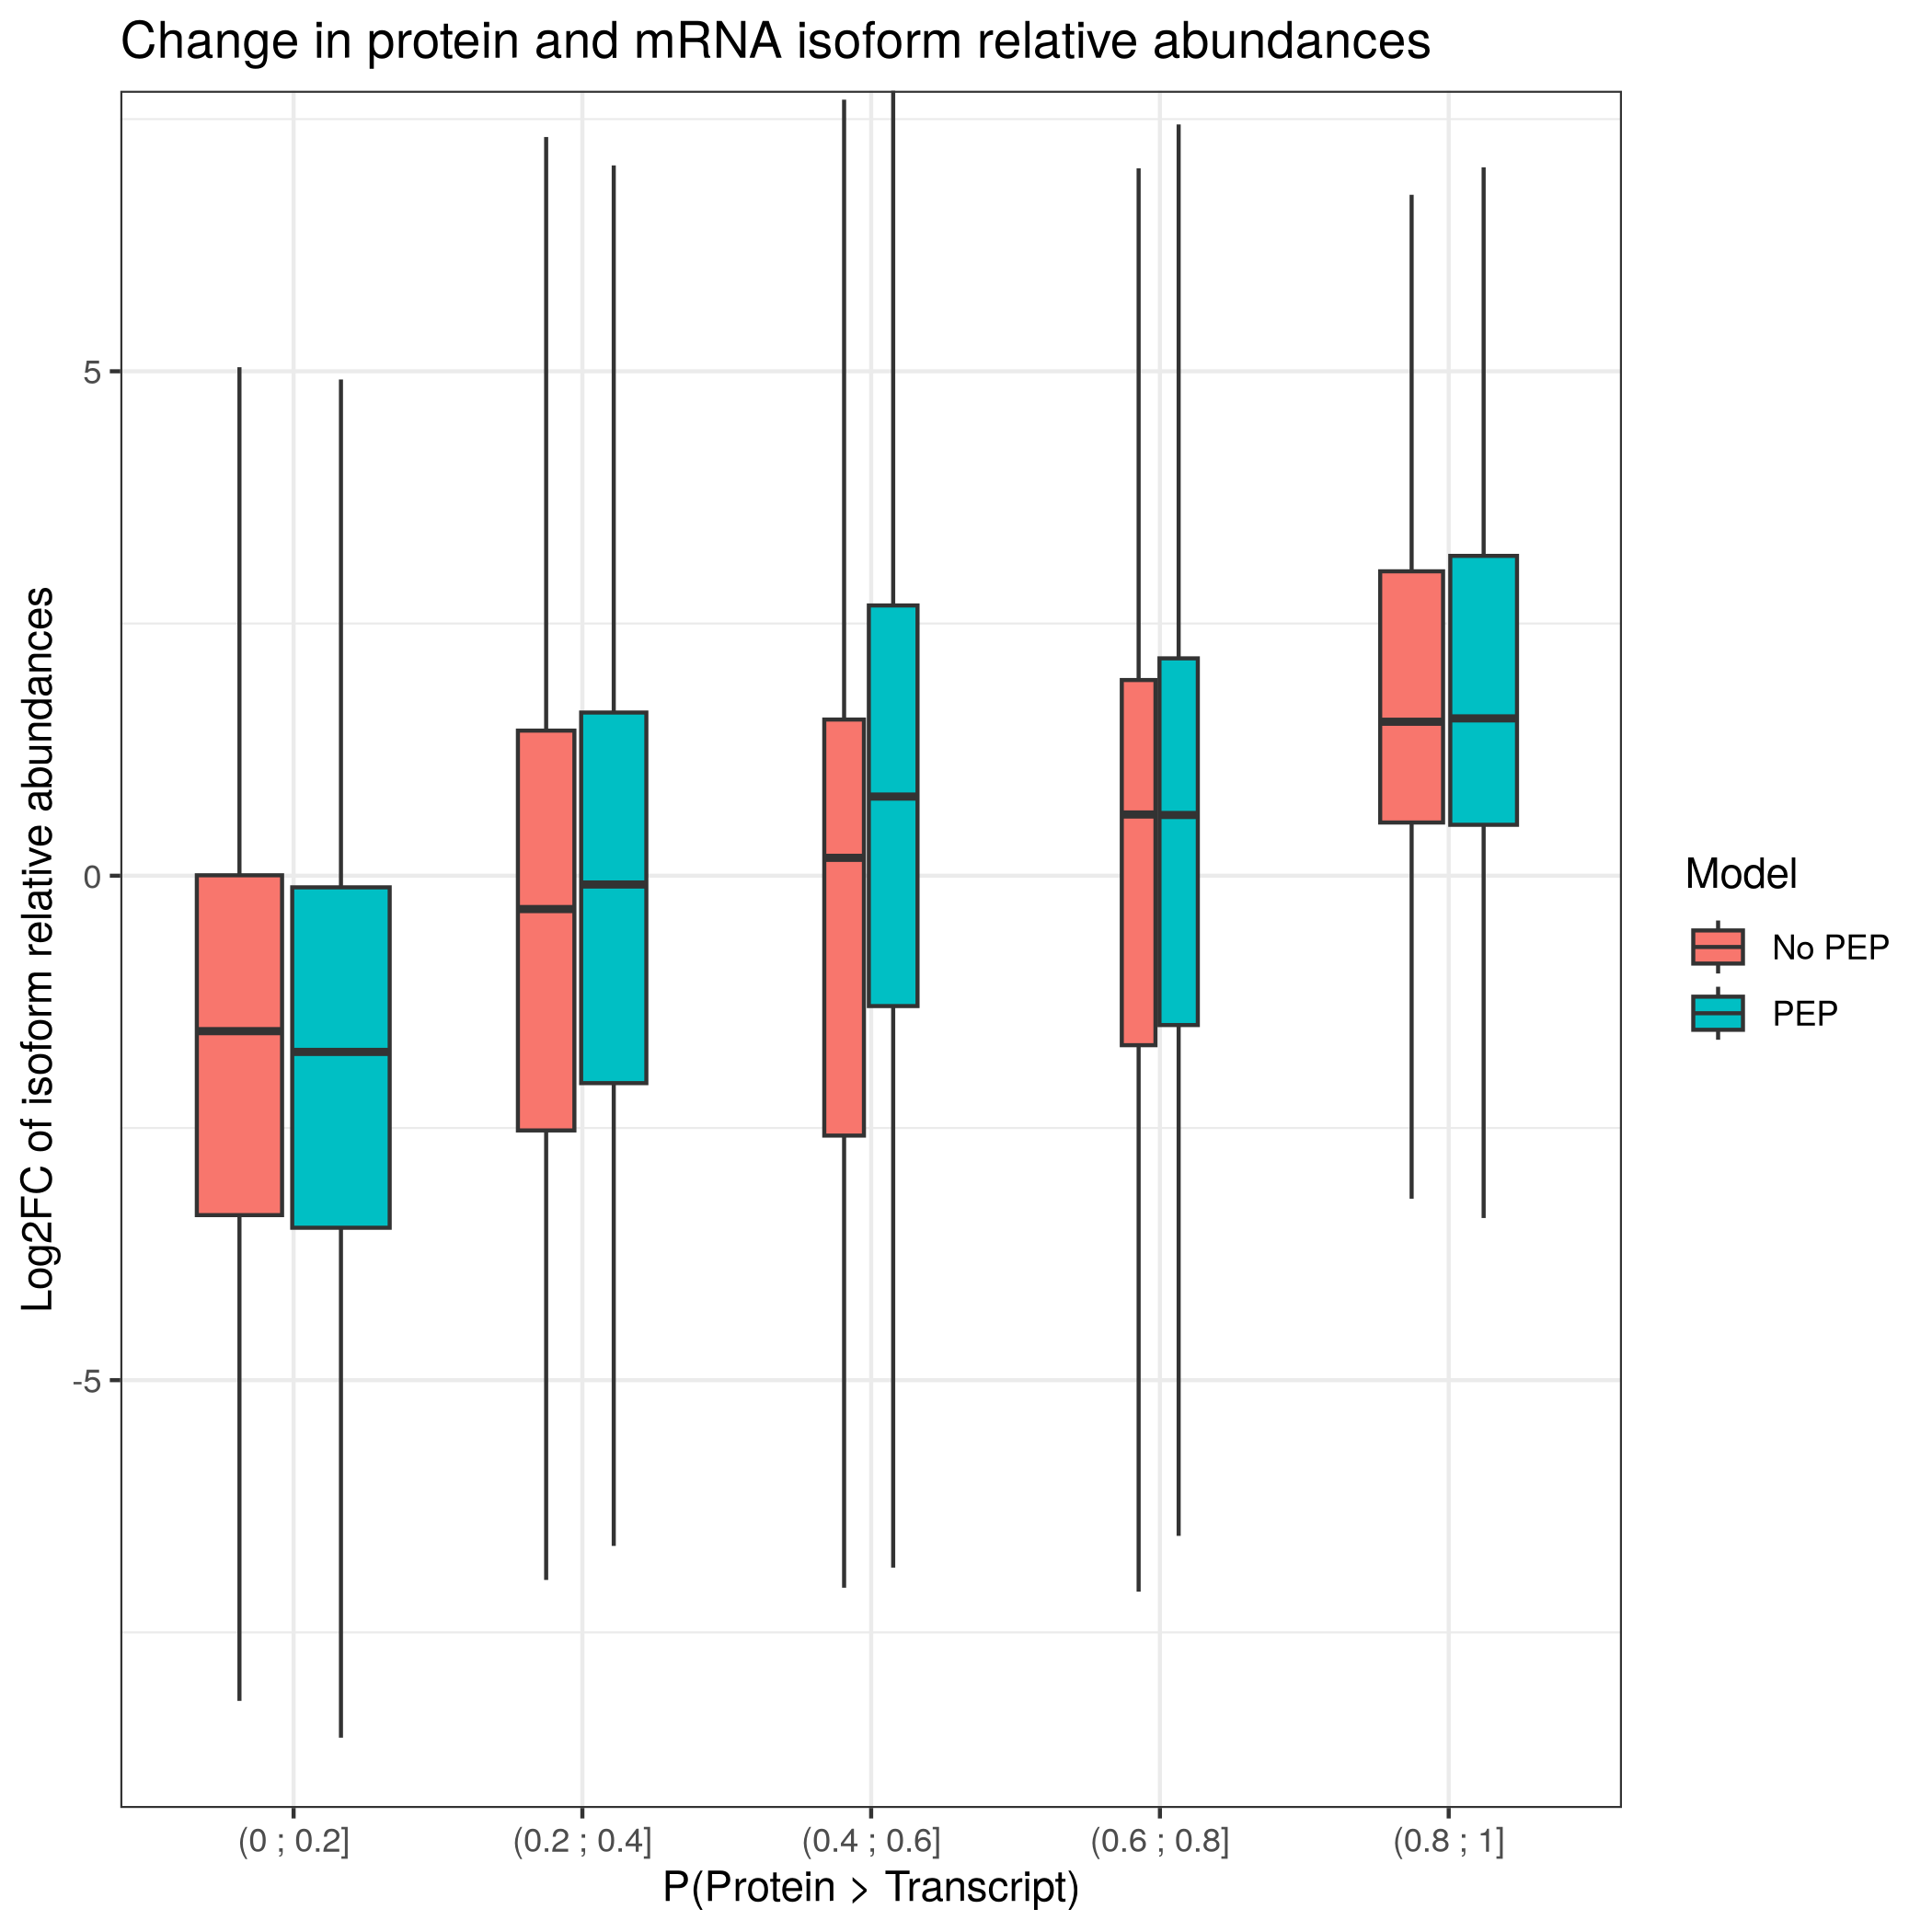 Change in protein and mRNA isoform relative abundances
Log2FC of isoform relative abundances
5
0
-5
(0 ; 0.2]
(0.2 ; 0.4]
(0.4 ; 0.6]
(0.6 ; 0.8]
(0.8 ; 1]
P(Protein > Transcript)
Model
No PEP
PEP